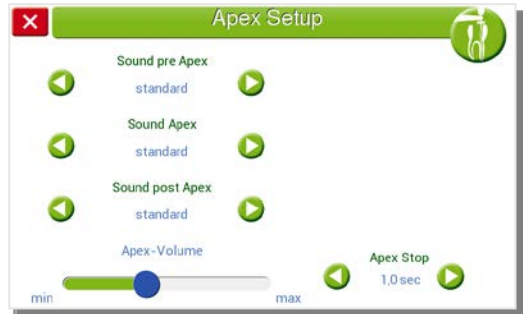 Apex Setup
Sound pre Apex
standard
Sound Apex
standard
Sound post Apex
standard
Apex-Volume
min
max
Apex Stop
1,0 sec